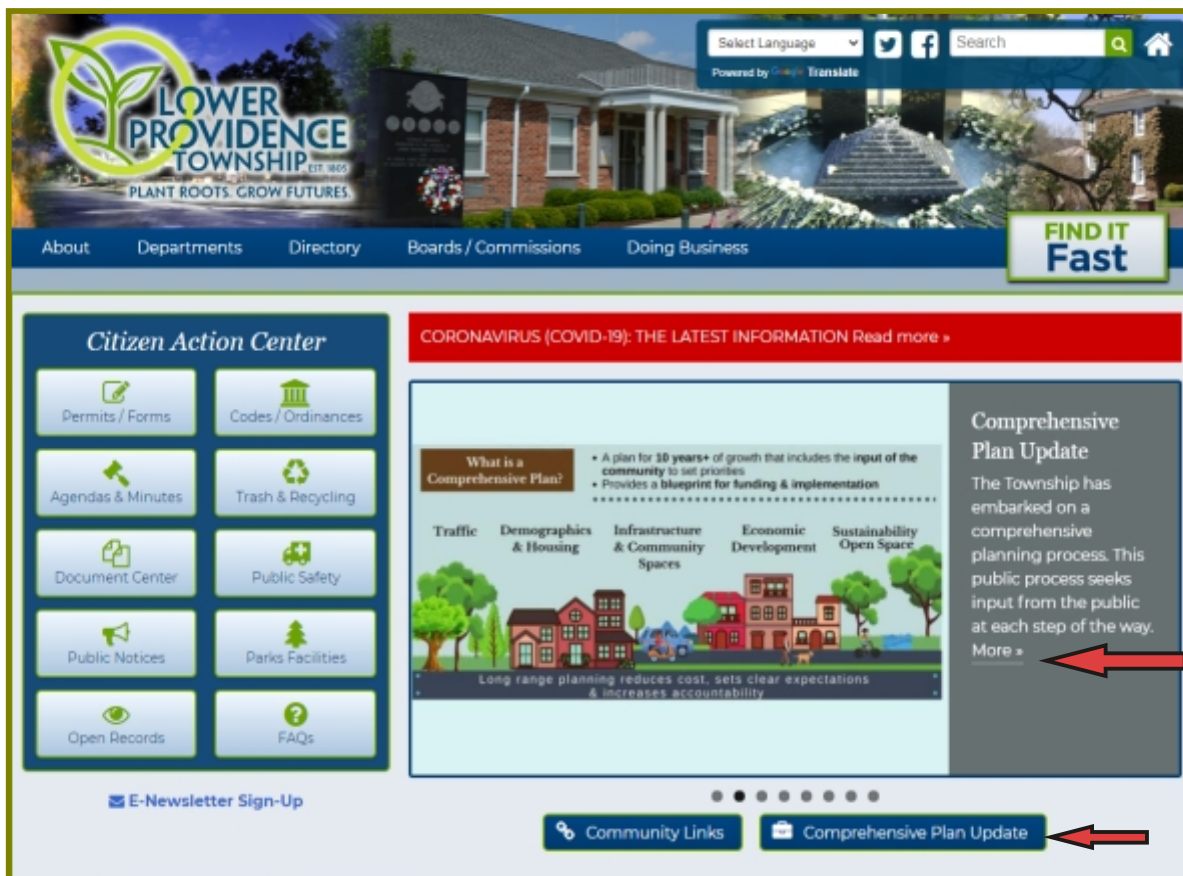 LOWER
PROVIDENCE
TOWNSHIP EST. 1805
PLANT ROOTS. GROW FUTURES.
Select Language
Search
Powered by Google Translate
About Departments Directory Boards / Commissions Doing Business
FIND IT
Fast
Citizen Action Center
Permits / Forms
Codes / Ordinances
Agendas & Minutes
Trash & Recycling
Document Center
Public Safety
Public Notices
Parks Facilities
Open Records
FAQs
E-Newsletter Sign-Up
CORONAVIRUS (COVID-19): THE LATEST INFORMATION Read more »
What is a
Comprehensive Plan?
• A plan for 10 years+ of growth that includes the input of the
community to set priorities
• Provides a blueprint for funding & implementation
Traffic
Demographics
& Housing
Infrastructure
& Community
Spaces
Economic
Development
Sustainability
Open Space
Long range planning reduces cost, sets clear expectations
& increases accountability
Comprehensive
Plan Update
The Township has
embarked on a
comprehensive
planning process. This
public process seeks
input from the public
at each step of the way.
More »
Community Links
Comprehensive Plan Update